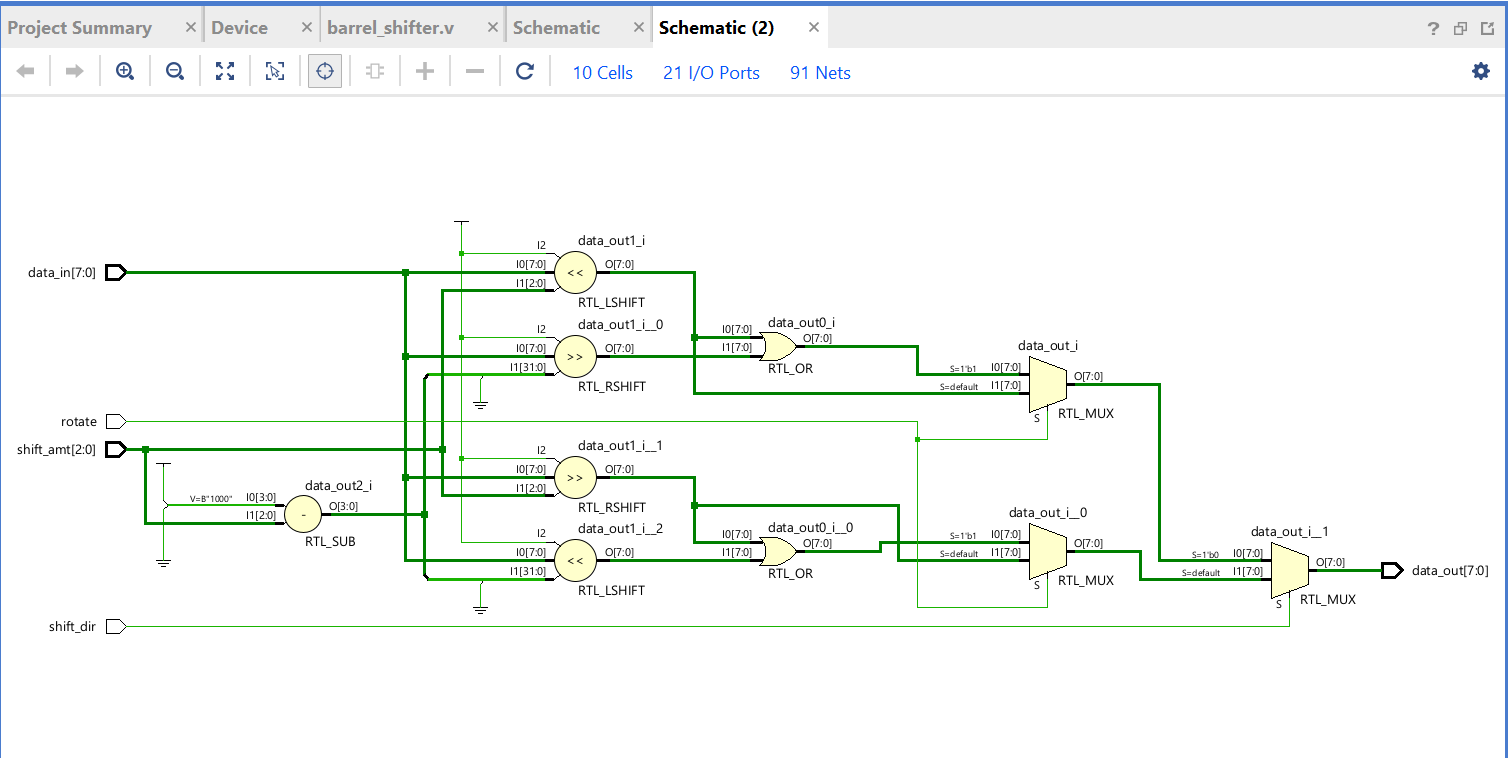 Project Summary × Device × barrel_shifter.v × Schematic × Schematic (2) × ?
10 Cells 21 I/O Ports 91 Nets
data_out1_i
I2
I0[7:0] << O[7:0]
data_in[7:0]
I1[2:0]
RTL_LSHIFT
data_out1_i__0
I2
data_out0_i
I0[7:0] O[7:0]
I0[7:0] >> O[7:0]
I1[7:0]
data_out_i
I1[31:0]
RTL_OR
S=1'b1 I0[7:0]
O[7:0]
RTL_RSHIFT
S=default I1[7:0]
RTL_MUX
S
rotate
data_out1_i__1
shift_amt[2:0]
I2
I0[7:0] >> O[7:0]
data_out2_i
I1[2:0]
V=B"1000" I0[3:0]
O[3:0]
RTL_RSHIFT
I1[2:0] -
data_out_i__0
data_out1_i__2
data_out0_i__0
I2
I0[7:0] O[7:0]
S=1'b1 I0[7:0]
O[7:0]
data_out_i__1
RTL_SUB
I0[7:0] << O[7:0]
I1[7:0]
S=default I1[7:0]
S=1'b0 I0[7:0]
O[7:0]
I1[31:0]
RTL_OR
S=default I1[7:0]
data_out[7:0]
RTL_LSHIFT
S
RTL_MUX
S
RTL_MUX
shift_dir